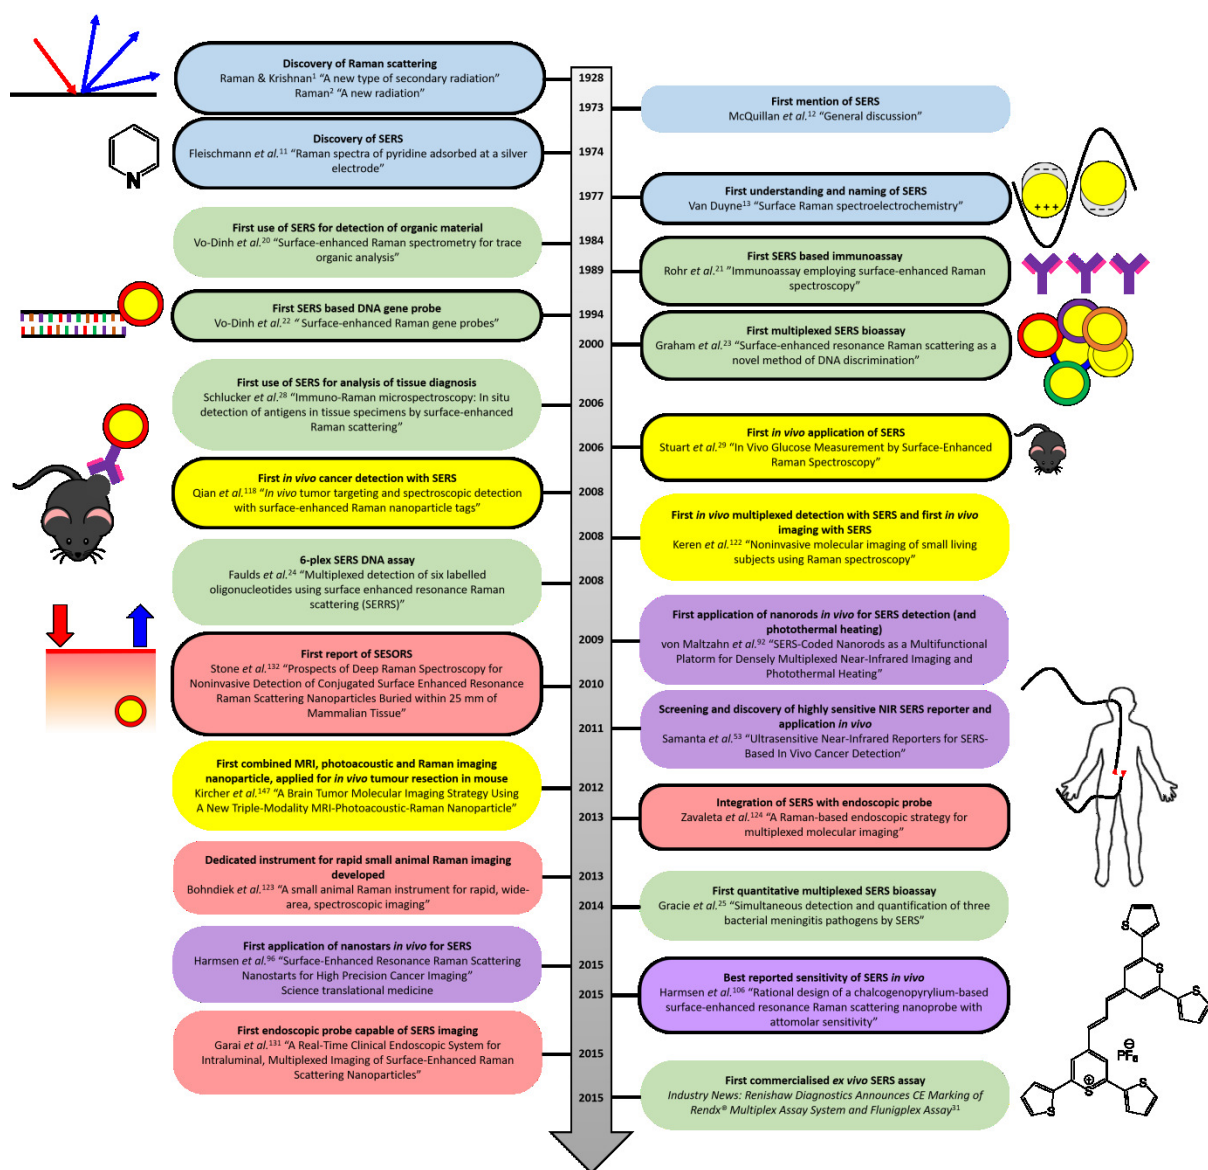 Discovery of Raman scattering
Raman & Krishnan1 “A new type of secondary radiation”
Raman2 “A new radiation”
1928
First mention of SERS
McQuillan et al.12 “General discussion”
1973
Discovery of SERS
Fleischmann et al.11 “Raman spectra of pyridine adsorbed at a silver
electrode”
1974
N
First understanding and naming of SERS
Van Duyne13 “Surface Raman spectroelectrochemistry”
1977
+++
First use of SERS for detection of organic material
Vo-Dinh et al.20 “Surface-enhanced Raman spectrometry for trace
organic analysis”
1984
First SERS based immunoassay
Rohr et al.21 ”Immunoassay employing surface-enhanced Raman
spectroscopy”
1989
First SERS based DNA gene probe
Vo-Dinh et al.22 “ Surface-enhanced Raman gene probes”
1994
First multiplexed SERS bioassay
Graham et al.23 “Surface-enhanced resonance Raman scattering as a
novel method of DNA discrimination”
2000
First use of SERS for analysis of tissue diagnosis
Schlucker et al.28 “Immuno-Raman microspectroscopy: In situ
detection of antigens in tissue specimens by surface-enhanced
Raman scattering”
2006
First in vivo application of SERS
Stuart et al.29 “In Vivo Glucose Measurement by Surface-Enhanced
Raman Spectroscopy”
2006
First in vivo cancer detection with SERS
Qian et al.118 “In vivo tumor targeting and spectroscopic detection
with surface-enhanced Raman nanoparticle tags”
2008
First in vivo multiplexed detection with SERS and first in vivo
imaging with SERS
Keren et al.122 “Noninvasive molecular imaging of small living
subjects using Raman spectroscopy”
2008
6-plex SERS DNA assay
Faulds et al.24 “Multiplexed detection of six labelled
oligonucleotides using surface enhanced resonance Raman
scattering (SERRS)”
2008
First application of nanorods in vivo for SERS detection (and
photothermal heating)
von Maltzahn et al.92 “SERS-Coded Nanorods as a Multifunctional
Platorm for Densely Multiplexed Near-Infrared Imaging and
Photothermal Heating”
2009
First report of SESORS
Stone et al.132 “Prospects of Deep Raman Spectroscopy for
Noninvasive Detection of Conjugated Surface Enhanced Resonance
Raman Scattering Nanoparticles Buried within 25 mm of
Mammalian Tissue”
2010
Screening and discovery of highly sensitive NIR SERS reporter and
application in vivo
Samanta et al.53 “Ultrasensitive Near-Infrared Reporters for SERS-
Based In Vivo Cancer Detection”
2011
First combined MRI, photoacoustic and Raman imaging
nanoparticle, applied for in vivo tumour resection in mouse
Kircher et al.147 “A Brain Tumor Molecular Imaging Strategy Using
A New Triple-Modality MRI-Photoacoustic-Raman Nanoparticle”
2012
Integration of SERS with endoscopic probe
Zavaleta et al.124 “A Raman-based endoscopic strategy for
multiplexed molecular imaging”
2013
Dedicated instrument for rapid small animal Raman imaging
developed
Bohndiek et al.123 “A small animal Raman instrument for rapid, wide-
area, spectroscopic imaging”
2013
First quantitative multiplexed SERS bioassay
Gracie et al.25 “Simultaneous detection and quantification of three
bacterial meningitis pathogens by SERS”
2014
First application of nanostars in vivo for SERS
Harmsen et al.96 “Surface-Enhanced Resonance Raman Scattering
Nanostarts for High Precision Cancer Imaging”
Science translational medicine
2015
Best reported sensitivity of SERS in vivo
Harmsen et al.106 “Rational design of a chalcogenopyrylium-based
surface-enhanced resonance Raman scattering nanoprobe with
attomolar sensitivity”
2015
First endoscopic probe capable of SERS imaging
Garai et al.131 “A Real-Time Clinical Endoscopic System for
Intraluminal, Multiplexed Imaging of Surface-Enhanced Raman
Scattering Nanoparticles”
2015
First commercialised ex vivo SERS assay
Industry News: Renishaw Diagnostics Announces CE Marking of
Rendx® Multiplex Assay System and Flunigplex Assay31
2015
S
S
S
S
PF6
S
S
S